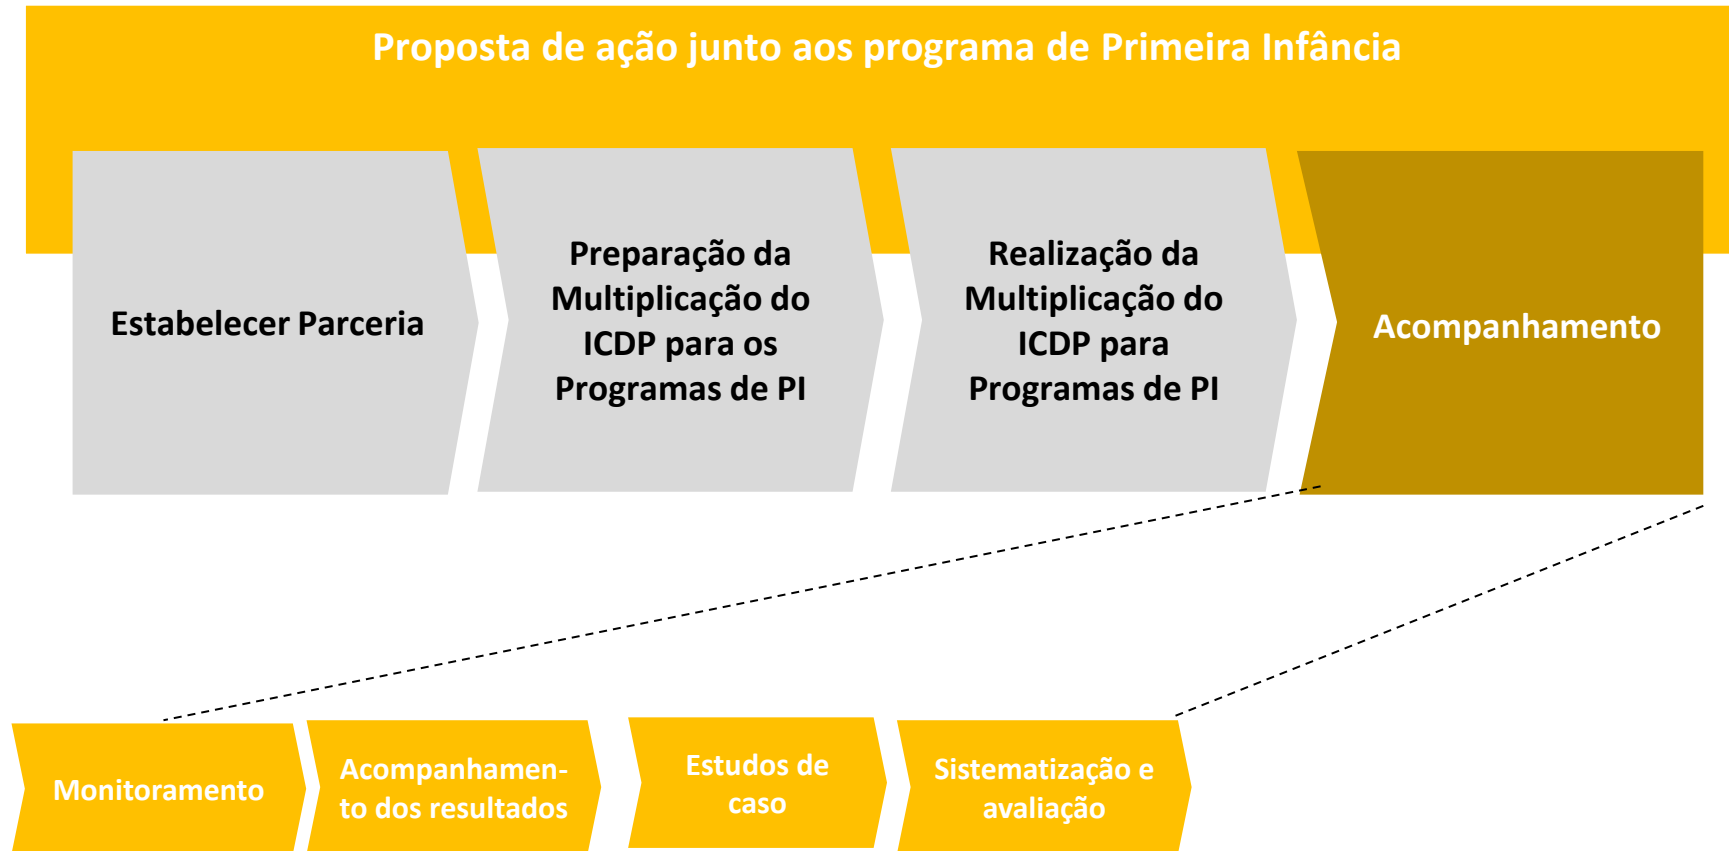 Proposta de ação junto aos programa de Primeira Infância
Estabelecer Parceria
Preparação da
Multiplicação do
ICDP para os
Programas de PI
Realização da
Multiplicação do
ICDP para
Programas de PI
Acompanhamento
Monitoramento
Acompanhamen-
to dos resultados
Estudos de
caso
Sistematização e
avaliação